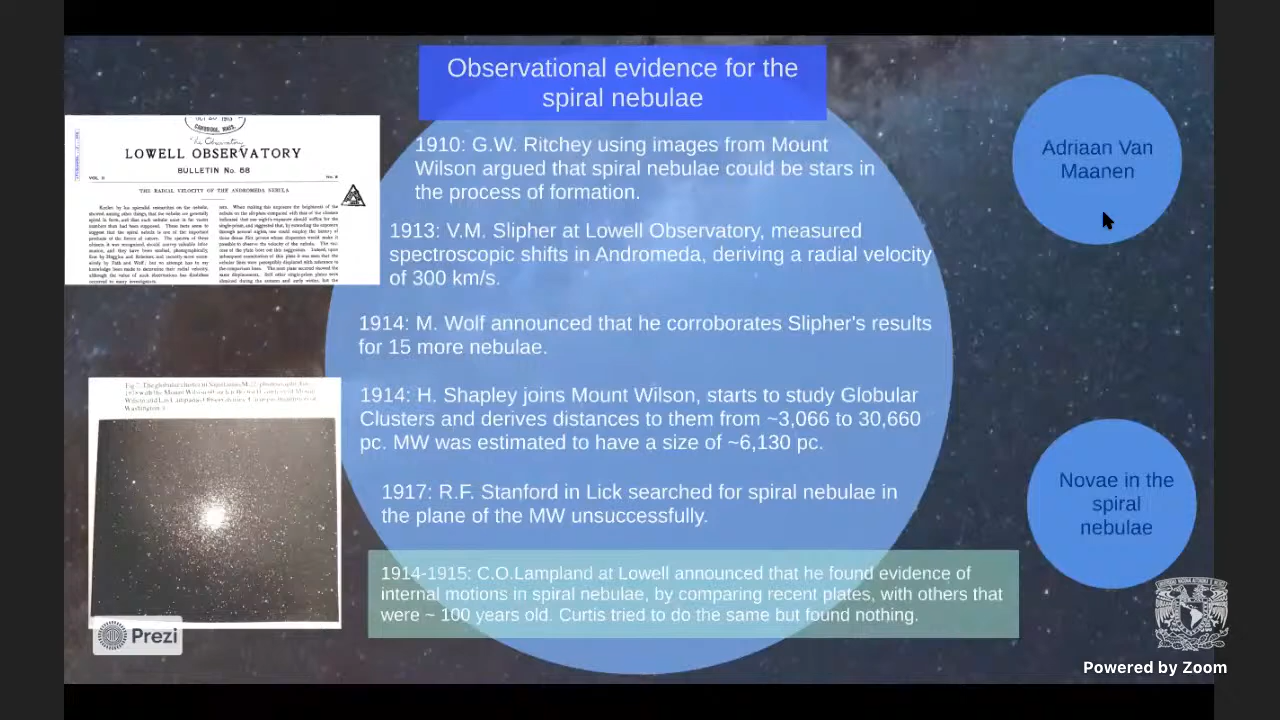 Observational evidence for the
spiral nebulae
LOWELL OBSERVATORY
BULLETIN No. 58
THE RADIAL VELOCITY OF THE ANDROMEDA NEBULA
1910: G.W. Ritchey using images from Mount
Wilson argued that spiral nebulae could be stars in
the process of formation.
1913: V.M. Slipher at Lowell Observatory, measured
spectroscopic shifts in Andromeda, deriving a radial velocity
of 300 km/s.
1914: M. Wolf announced that he corroborates Slipher's results
for 15 more nebulae.
1914: H. Shapley joins Mount Wilson, starts to study Globular
Clusters and derives distances to them from ~3,066 to 30,660
pc. MW was estimated to have a size of ~6,130 pc.
1917: R.F. Stanford in Lick searched for spiral nebulae in
the plane of the MW unsuccessfully.
1914-1915: C.O.Lampland at Lowell announced that he found evidence of
internal motions in spiral nebulae, by comparing recent plates, with others that
were ~ 100 years old. Curtis tried to do the same but found nothing.
Adriaan Van
Maanen
Novae in the
spiral
nebulae
Prezi
Powered by Zoom